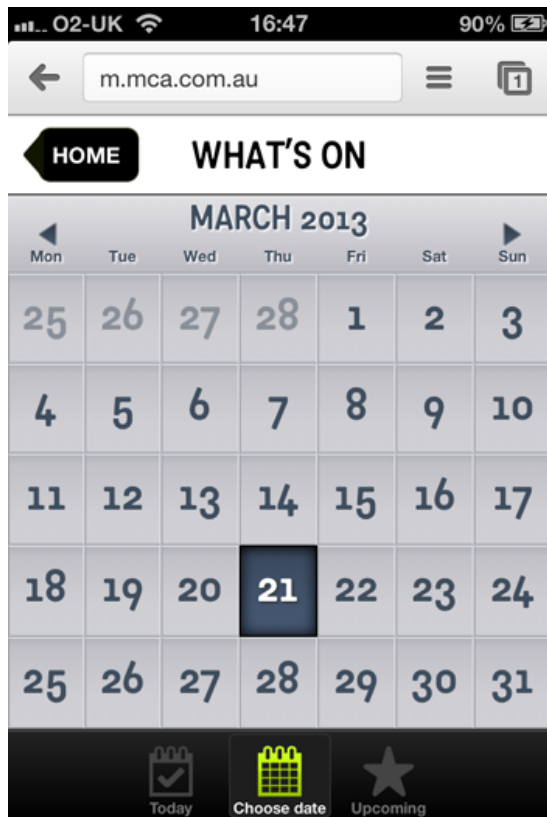 O2-UK 16:47 90%
m.mca.com.au 1
HOME WHAT'S ON
MARCH 2013
Mon Tue Wed Thu Fri Sat Sun
25 26 27 28 1 2 3
4 5 6 7 8 9 10
11 12 13 14 15 16 17
18 19 20 21 22 23 24
25 26 27 28 29 30 31
Today Choose date Upcoming